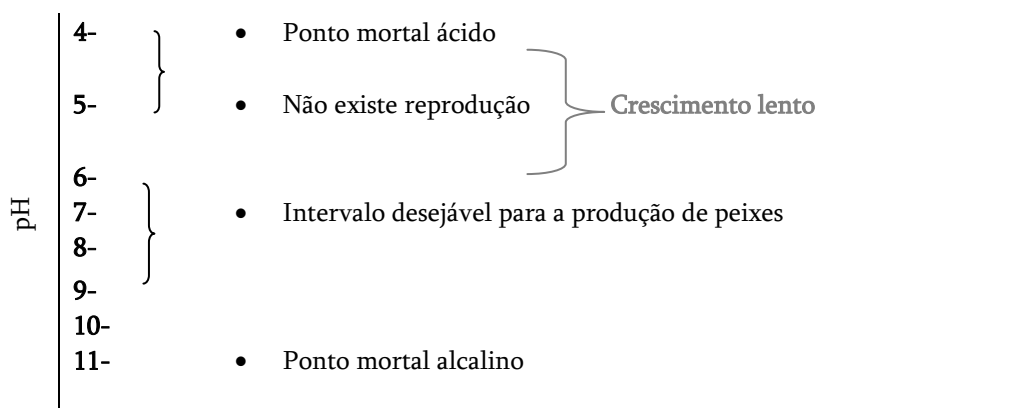 4- • Ponto mortal ácido
5- • Não existe reprodução Crescimento lento
6-
7- • Intervalo desejável para a produção de peixes
pH
8-
9-
10-
11- • Ponto mortal alcalino